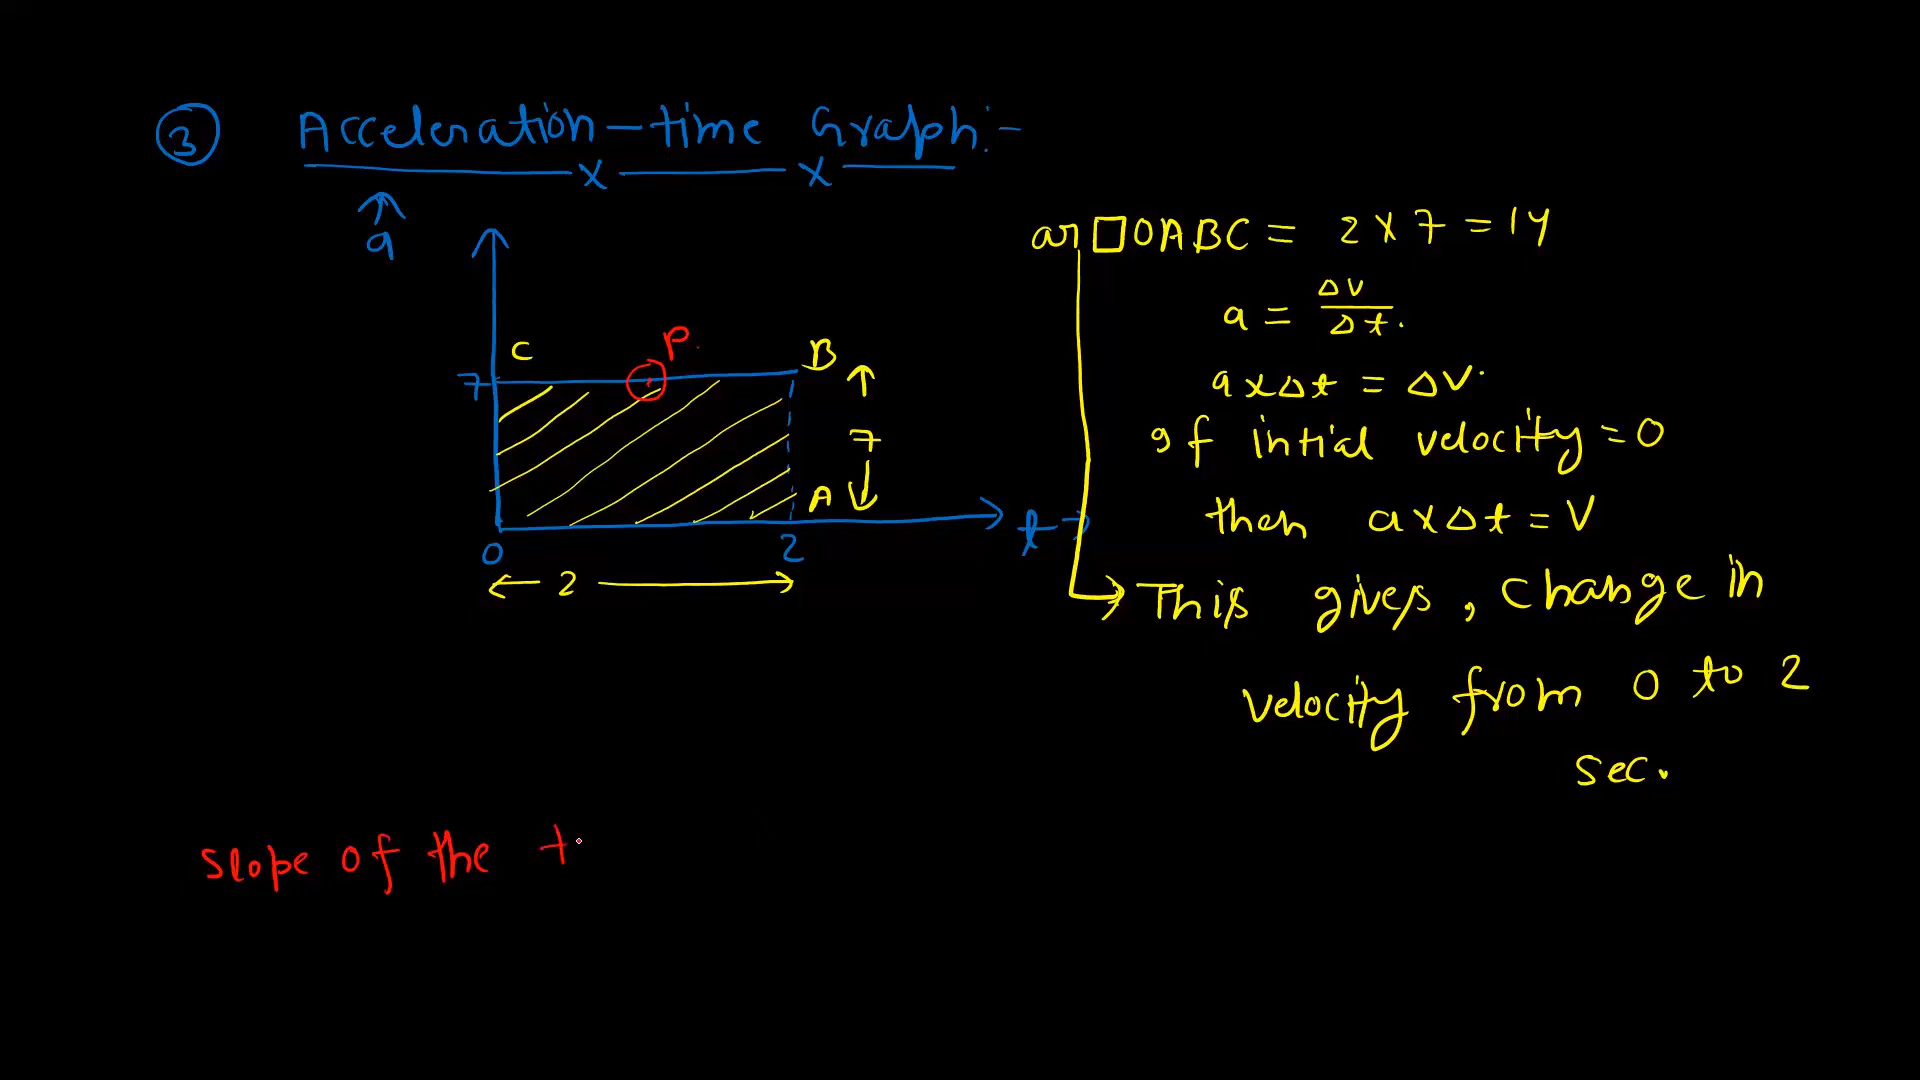 3 Acceleration-time Graph:-
x x
a
C P. B
7
7
A
t →
0 2
← 2 →
ar □OABC = 2 x 7 = 14
a = Δv/Δt.
a x Δt = Δv.
If intial velocity = 0
then a x Δt = V
This gives, change in
velocity from 0 to 2
sec.
Slope of the t